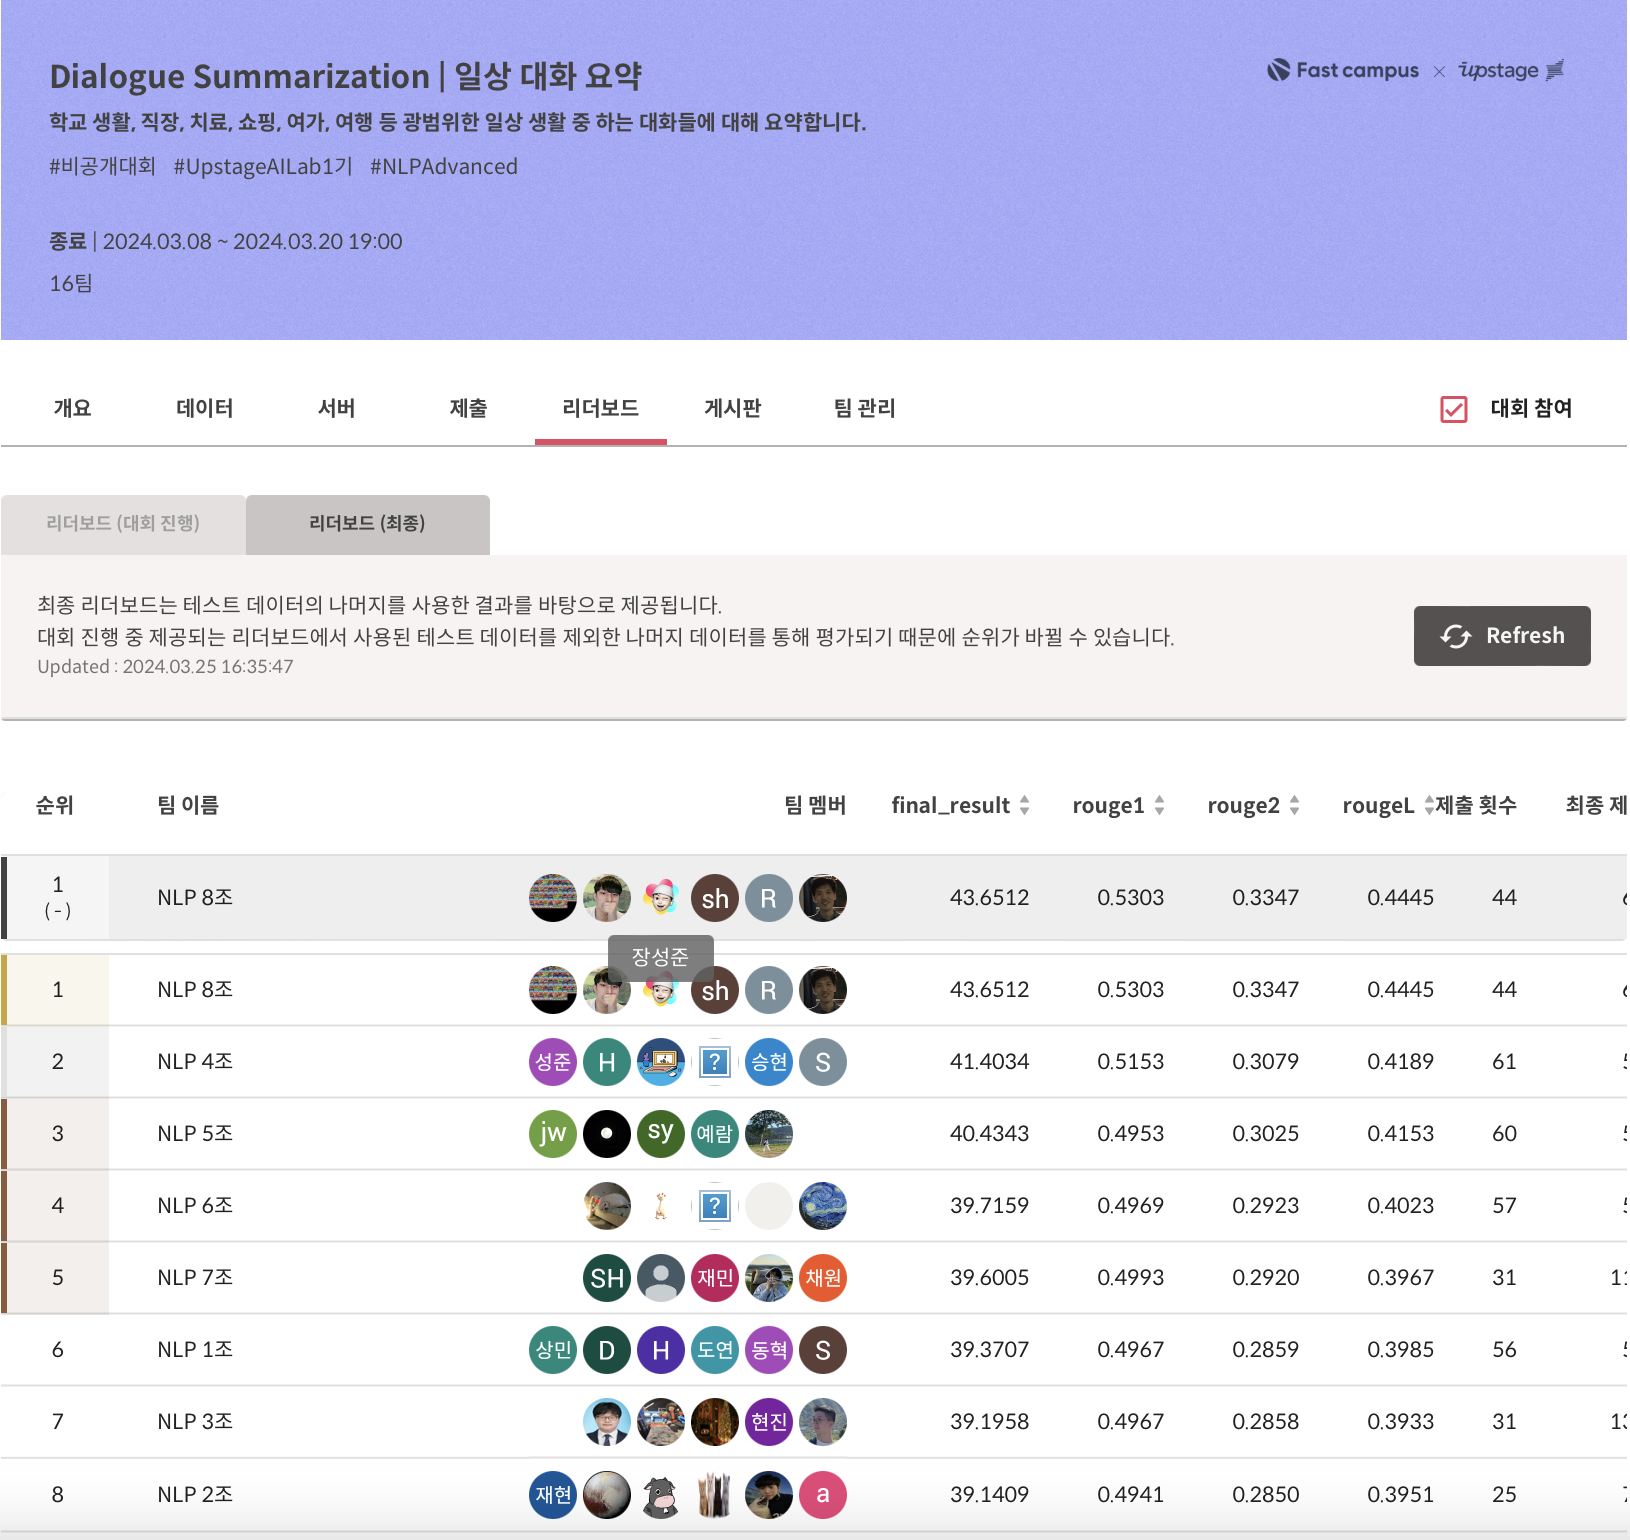 Dialogue Summarization | 일상 대화 요약
Fast campus × upstage
학교 생활, 직장, 치료, 쇼핑, 여가, 여행 등 광범위한 일상 생활 중 하는 대화들에 대해 요약합니다.
#비공개대회 #UpstageAILab1기 #NLPAdvanced
종료 | 2024.03.08 ~ 2024.03.20 19:00
16팀
개요 데이터 서버 제출 리더보드 게시판 팀 관리 대회 참여
리더보드 (대회 진행) 리더보드 (최종)
최종 리더보드는 테스트 데이터의 나머지를 사용한 결과를 바탕으로 제공됩니다.
대회 진행 중 제공되는 리더보드에서 사용된 테스트 데이터를 제외한 나머지 데이터를 통해 평가되기 때문에 순위가 바뀔 수 있습니다.
Updated : 2024.03.25 16:35:47
Refresh
순위 팀 이름 팀 멤버 final_result rouge1 rouge2 rougeL 제출 횟수 최종 제
1 (-) NLP 8조 sh R 43.6512 0.5303 0.3347 0.4445 44
장성준
1 NLP 8조 sh R 43.6512 0.5303 0.3347 0.4445 44
2 NLP 4조 성준 H ? 승현 S 41.4034 0.5153 0.3079 0.4189 61
3 NLP 5조 jw sy 예람 40.4343 0.4953 0.3025 0.4153 60
4 NLP 6조 ? 39.7159 0.4969 0.2923 0.4023 57
5 NLP 7조 SH 재민 채원 39.6005 0.4993 0.2920 0.3967 31
6 NLP 1조 상민 D H 도연 동혁 S 39.3707 0.4967 0.2859 0.3985 56
7 NLP 3조 현진 39.1958 0.4967 0.2858 0.3933 31
8 NLP 2조 재현 a 39.1409 0.4941 0.2850 0.3951 25